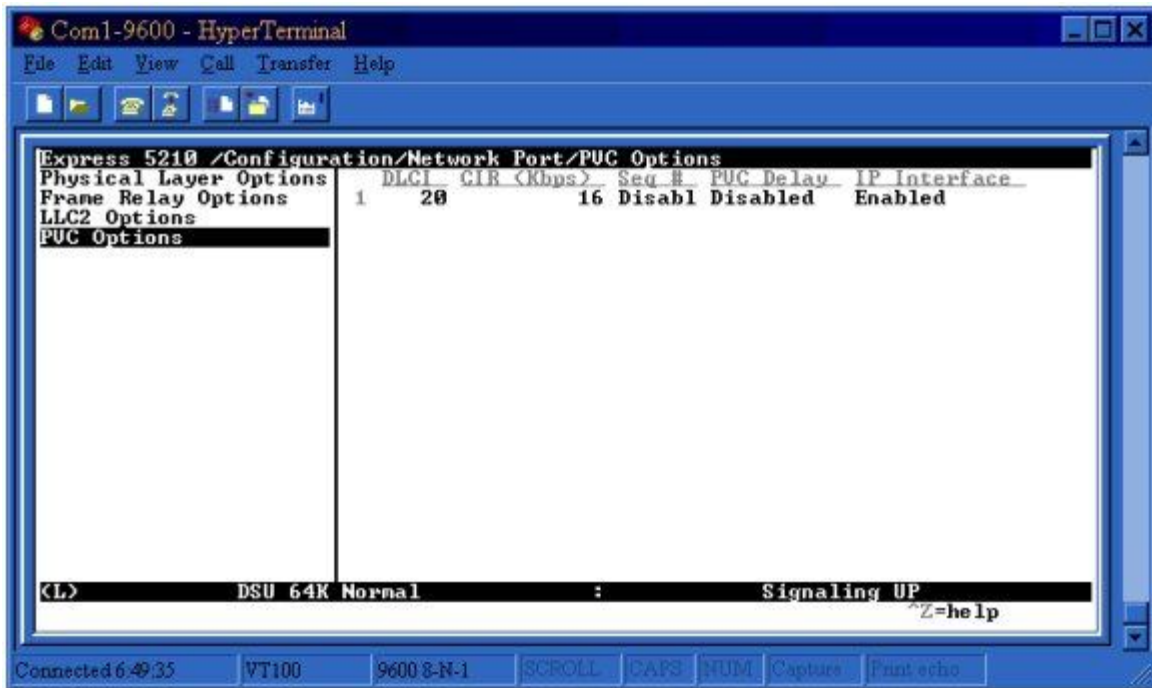 Com1-9600 - HyperTerminal
File Edit View Call Transfer Help
Express 5210 /Configuration/Network Port/PVC Options
Physical Layer Options
Frame Relay Options
LLC2 Options
PVC Options
DLCI CIR (Kbps) Seq # PVC Delay IP Interface
1 20 16 Disabl Disabled Enabled
<L> DSU 64K Normal : Signaling UP
^Z=help
Connected 6:49:35 VT100 9600 8-N-1 SCROLL CAPS NUM Capture Print echo